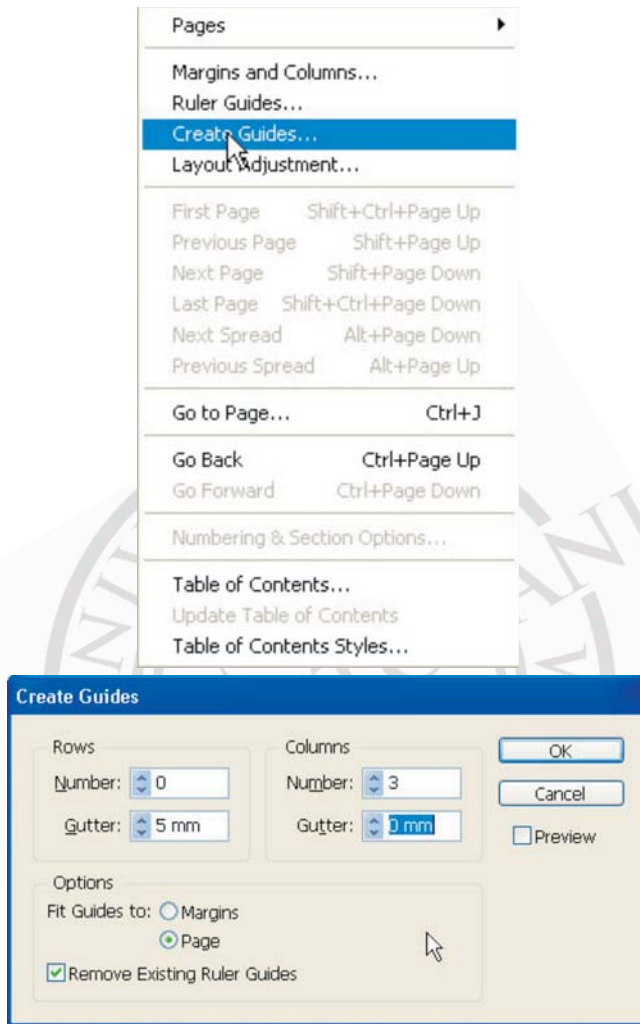 Pages
Margins and Columns...
Ruler Guides...
Create Guides...
Layout Adjustment...
First Page Shift+Ctrl+Page Up
Previous Page Shift+Page Up
Next Page Shift+Page Down
Last Page Shift+Ctrl+Page Down
Next Spread Alt+Page Down
Previous Spread Alt+Page Up
Go to Page... Ctrl+J
Go Back Ctrl+Page Up
Go Forward Ctrl+Page Down
Numbering & Section Options...
Table of Contents...
Update Table of Contents
Table of Contents Styles...
Create Guides
Rows Columns OK
Number: 0 Number: 3 Cancel
Gutter: 5 mm Gutter: 0 mm Preview
Options
Fit Guides to: Margins
Page
Remove Existing Ruler Guides